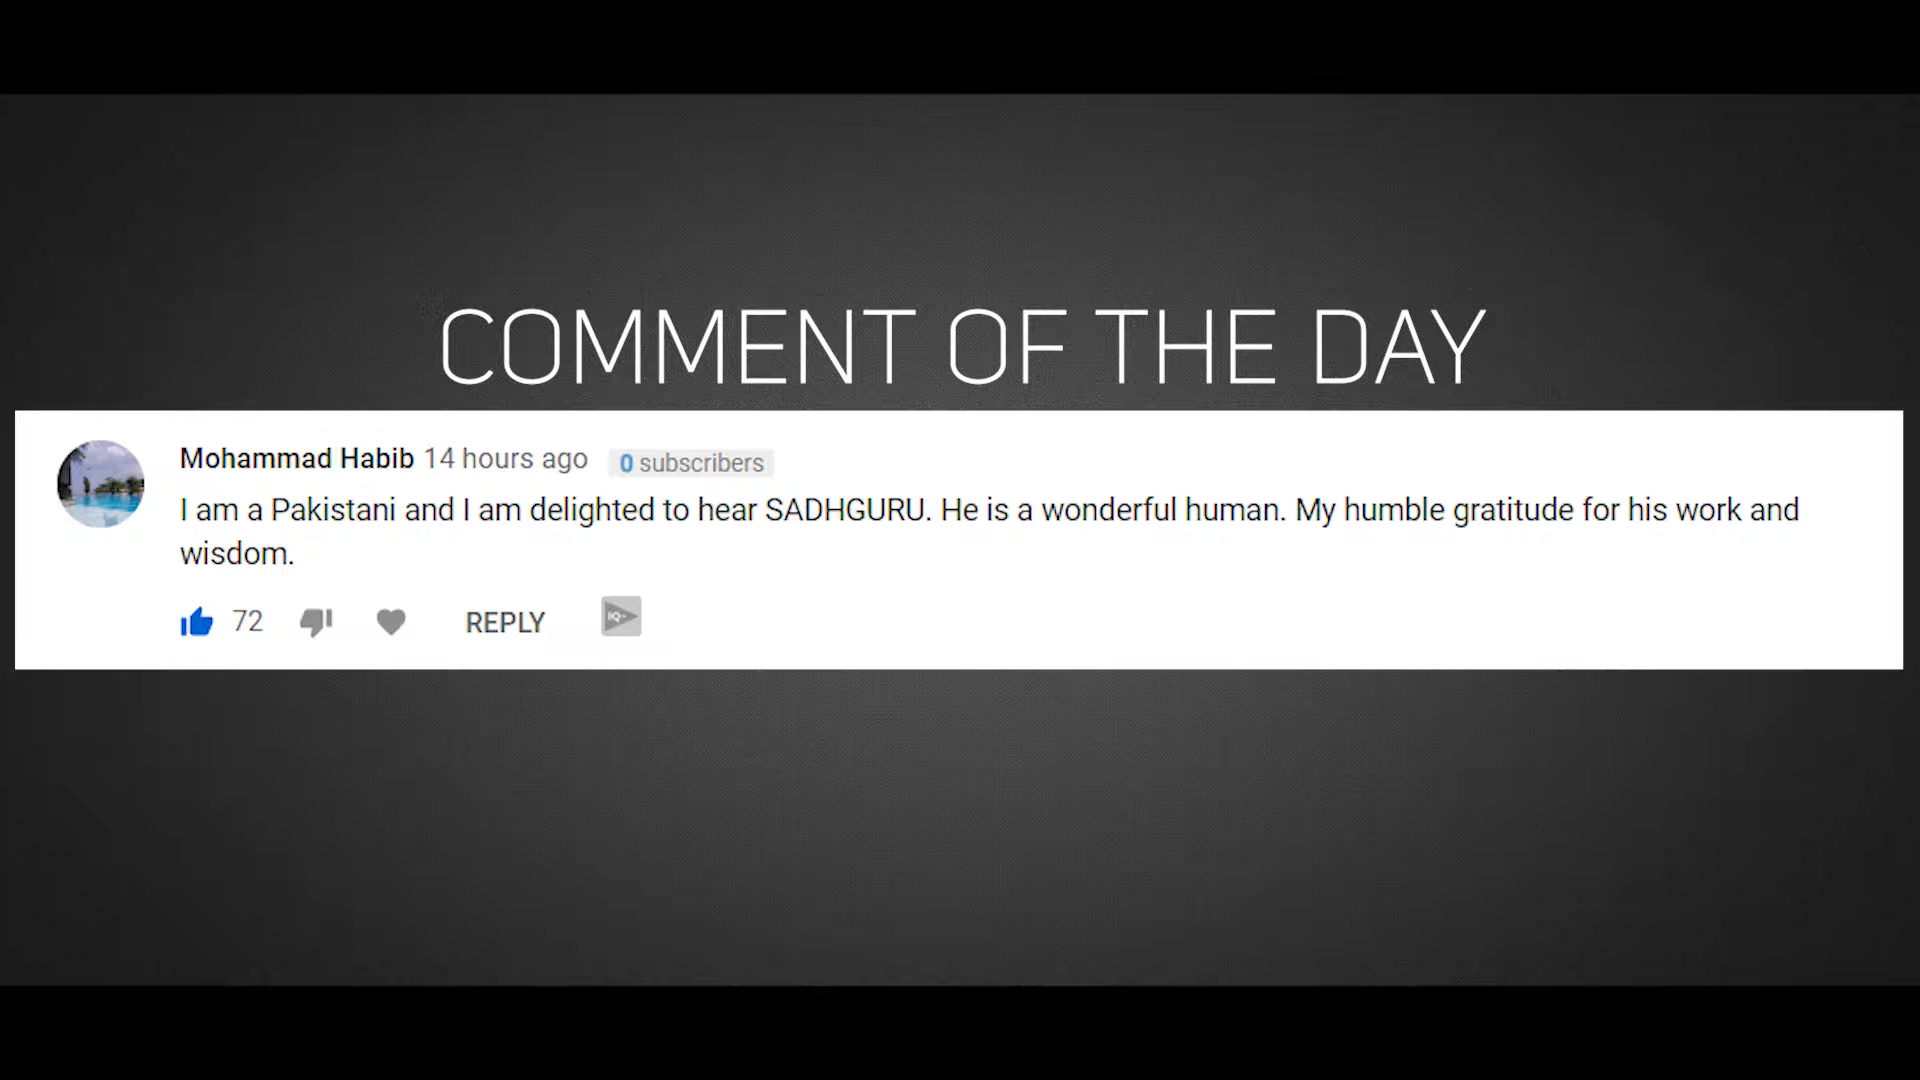 COMMENT OF THE DAY
Mohammad Habib 14 hours ago 0 subscribers
I am a Pakistani and I am delighted to hear SADHGURU. He is a wonderful human. My humble gratitude for his work and
wisdom.
72 REPLY IQ